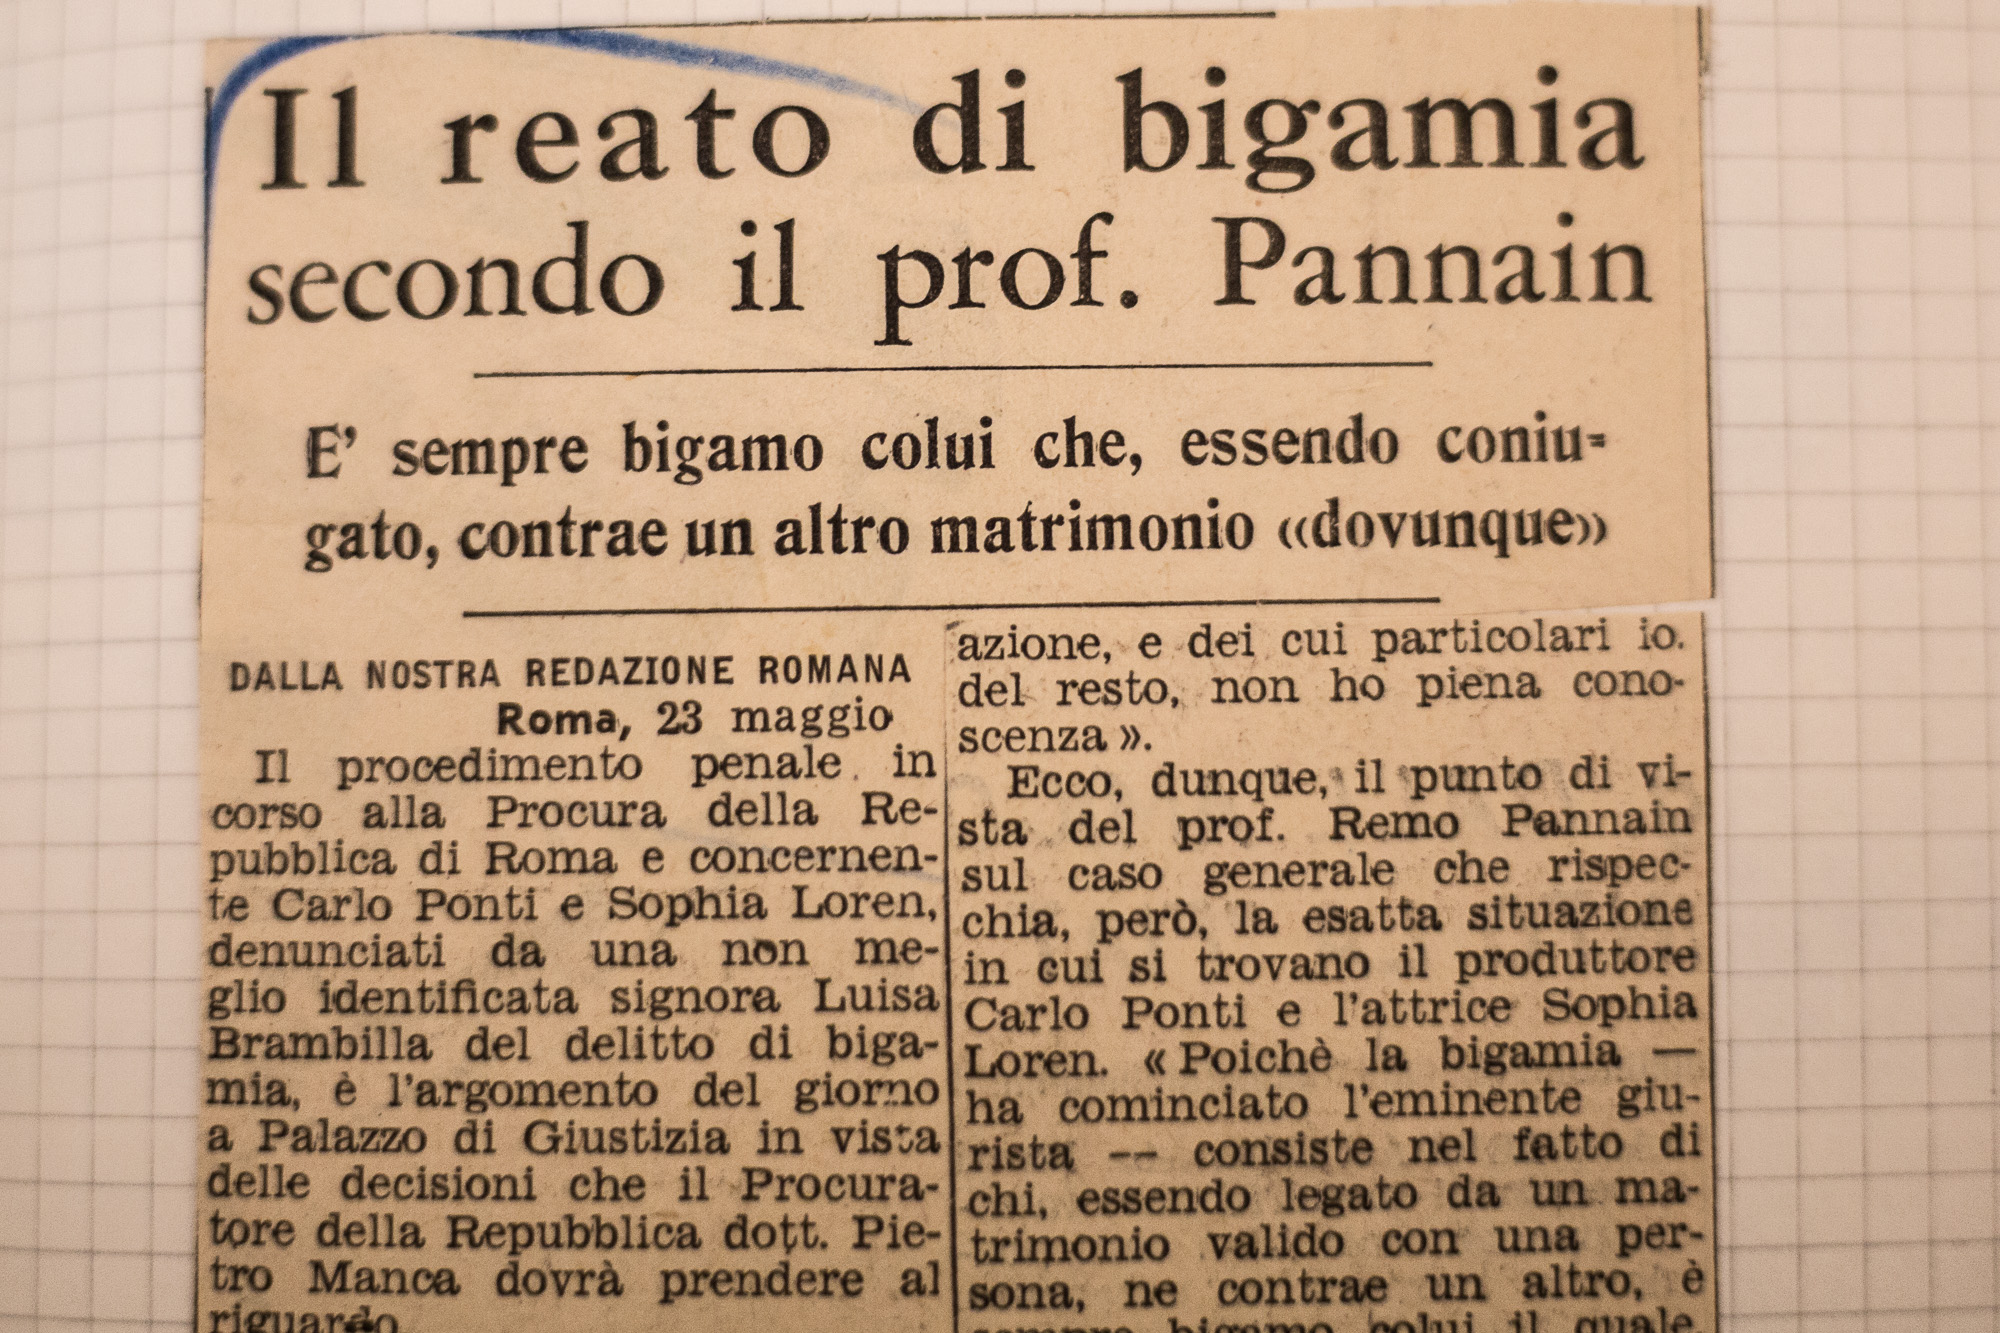 Il reato di bigamia
secondo il prof. Pannain
E' sempre bigamo colui che, essendo coniu-
gato, contrae un altro matrimonio «dovunque»
DALLA NOSTRA REDAZIONE ROMANA
Roma, 23 maggio
Il procedimento penale in
corso alla Procura della Re-
pubblica di Roma e concernen-
te Carlo Ponti e Sophia Loren,
denunciati da una non me-
glio identificata signora Luisa
Brambilla del delitto di biga-
mia, è l'argomento del giorno
a Palazzo di Giustizia in vista
delle decisioni che il Procura-
tore della Repubblica dott. Pie-
tro Manca dovrà prendere al
riguardo
azione, e dei cui particolari io.
del resto, non ho piena cono-
scenza ».
Ecco, dunque, il punto di vi-
sta del prof. Remo Pannain
sul caso generale che rispec-
chia, però, la esatta situazione
in cui si trovano il produttore
Carlo Ponti e l'attrice Sophia
Loren. « Poichè la bigamia —
ha cominciato l'eminente giu-
rista -- consiste nel fatto di
chi, essendo legato da un ma-
trimonio valido con una per-
sona, ne contrae un altro, è
sempre bigamo colui il quale,